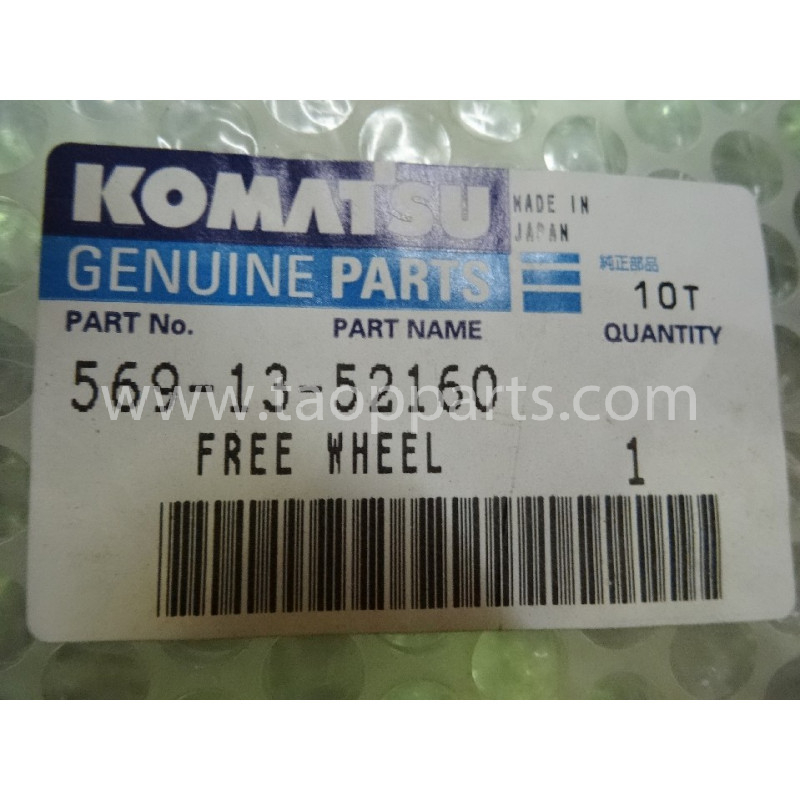 KOMATSU
MADE IN
JAPAN
GENUINE PARTS
純正部品
10T
PART No.
PART NAME
QUANTITY
569-13-52160
www.taopparts.com
FREE WHEEL
1